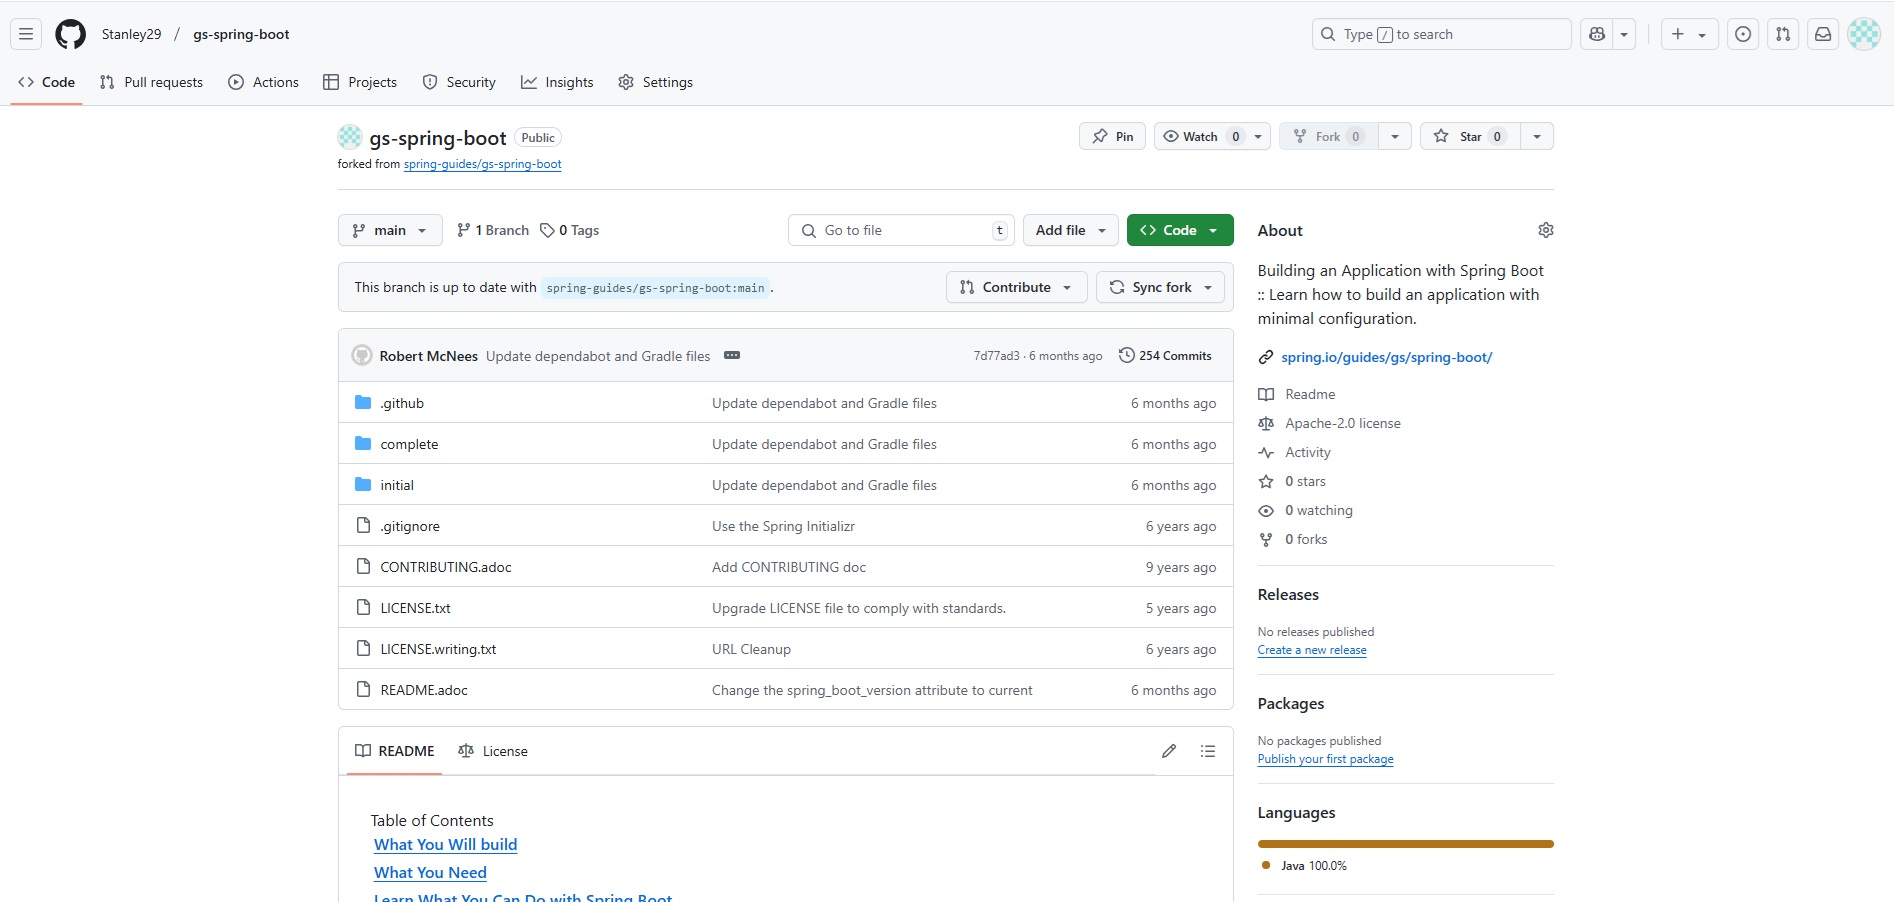 Stanley29 / gs-spring-boot
Type / to search
Code Pull requests Actions Projects Security Insights Settings
gs-spring-boot Public
Pin Watch 0 Fork 0 Star 0
forked from spring-guides/gs-spring-boot
main 1 Branch 0 Tags
Go to file t Add file Code
This branch is up to date with spring-guides/gs-spring-boot:main .
Contribute Sync fork
Robert McNees Update dependabot and Gradle files 7d77ad3 · 6 months ago 254 Commits
.github Update dependabot and Gradle files 6 months ago
complete Update dependabot and Gradle files 6 months ago
initial Update dependabot and Gradle files 6 months ago
.gitignore Use the Spring Initializr 6 years ago
CONTRIBUTING.adoc Add CONTRIBUTING doc 9 years ago
LICENSE.txt Upgrade LICENSE file to comply with standards. 5 years ago
LICENSE.writing.txt URL Cleanup 6 years ago
README.adoc Change the spring_boot_version attribute to current 6 months ago
README License
Table of Contents
What You Will build
What You Need
Learn What You Can Do with Spring Boot
About
Building an Application with Spring Boot
:: Learn how to build an application with
minimal configuration.
spring.io/guides/gs/spring-boot/
Readme
Apache-2.0 license
Activity
0 stars
0 watching
0 forks
Releases
No releases published
Create a new release
Packages
No packages published
Publish your first package
Languages
Java 100.0%